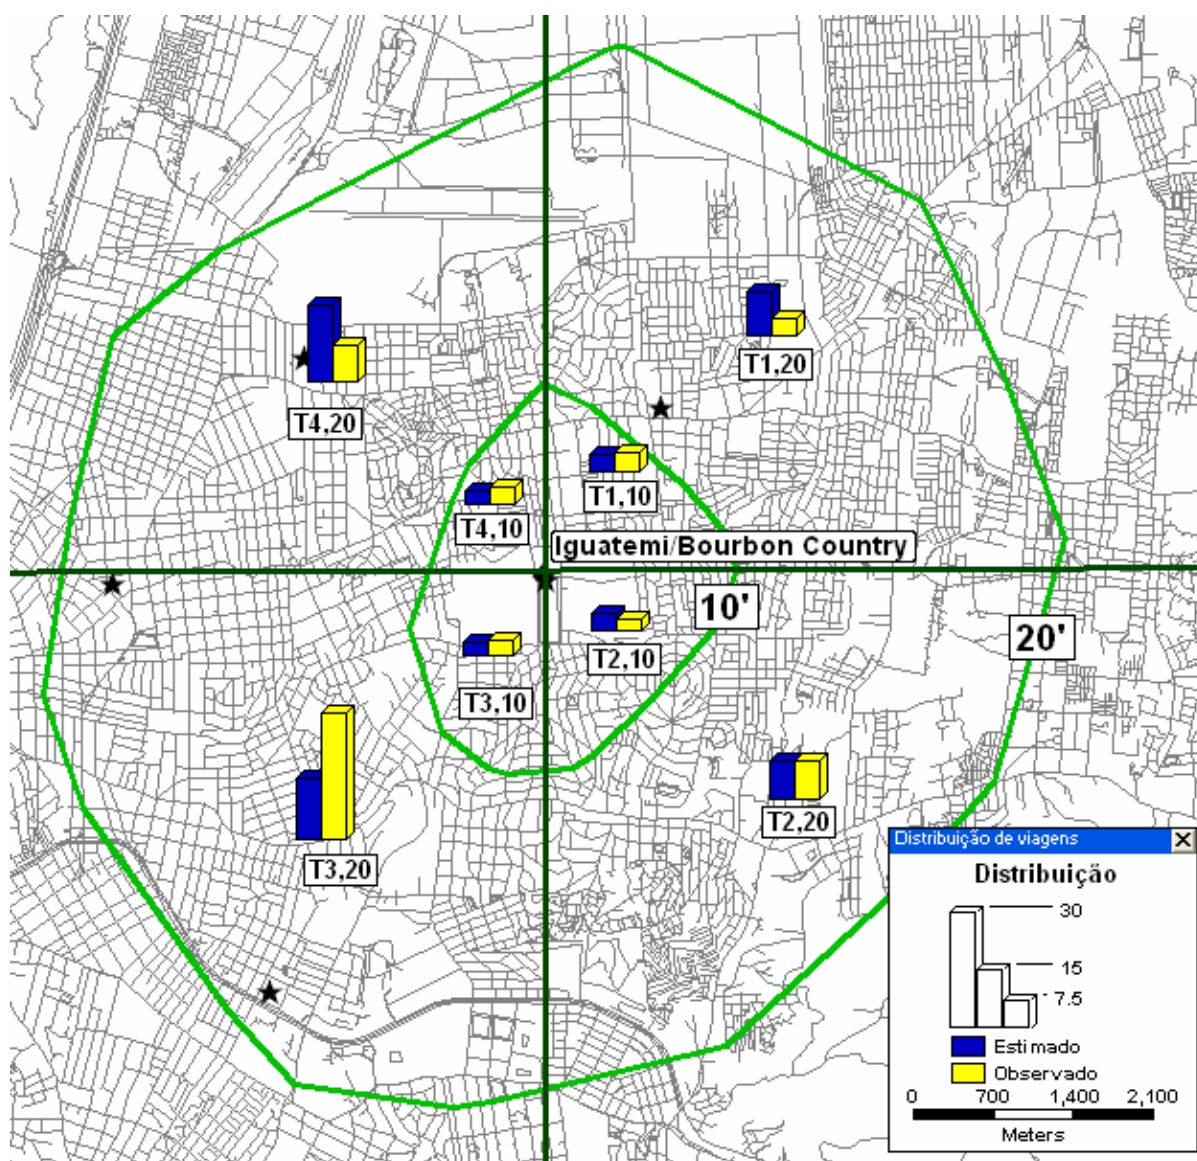 T1,20
T4,20
T1,10
T4,10
Iguatemi/Bourbon Country
10'
20'
T2,10
T3,10
T2,20
T3,20
Distribuição de viagens
Distribuição
30
15
7.5
Estimado
Observado
0 700 1,400 2,100
Meters